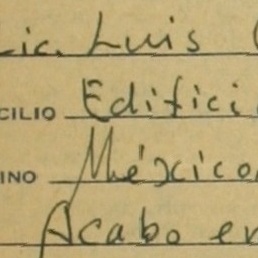 Lic. Luis
CILIO Edifici
INO México
Acabo en